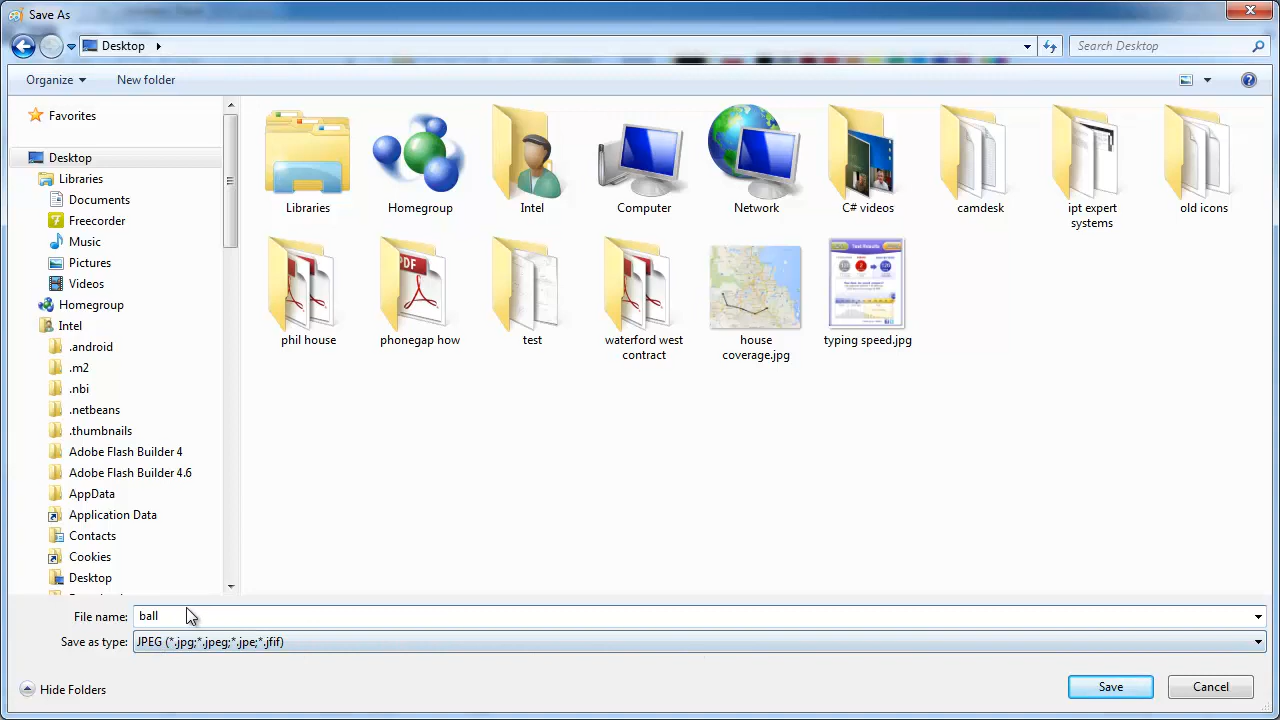 Save As
Desktop
Search Desktop
Organize
New folder
Favorites
Desktop
Libraries
Documents
Freecorder
Music
Pictures
Videos
Homegroup
Intel
.android
.m2
.nbi
.netbeans
.thumbnails
Adobe Flash Builder 4
Adobe Flash Builder 4.6
AppData
Application Data
Contacts
Cookies
Desktop
Libraries
Homegroup
Intel
Computer
Network
C# videos
camdesk
ipt expert
systems
old icons
phil house
phonegap how
test
waterford west
contract
house
coverage.jpg
typing speed.jpg
File name: ball
Save as type: JPEG (*.jpg;*.jpeg;*.jpe;*.jfif)
Hide Folders
Save
Cancel